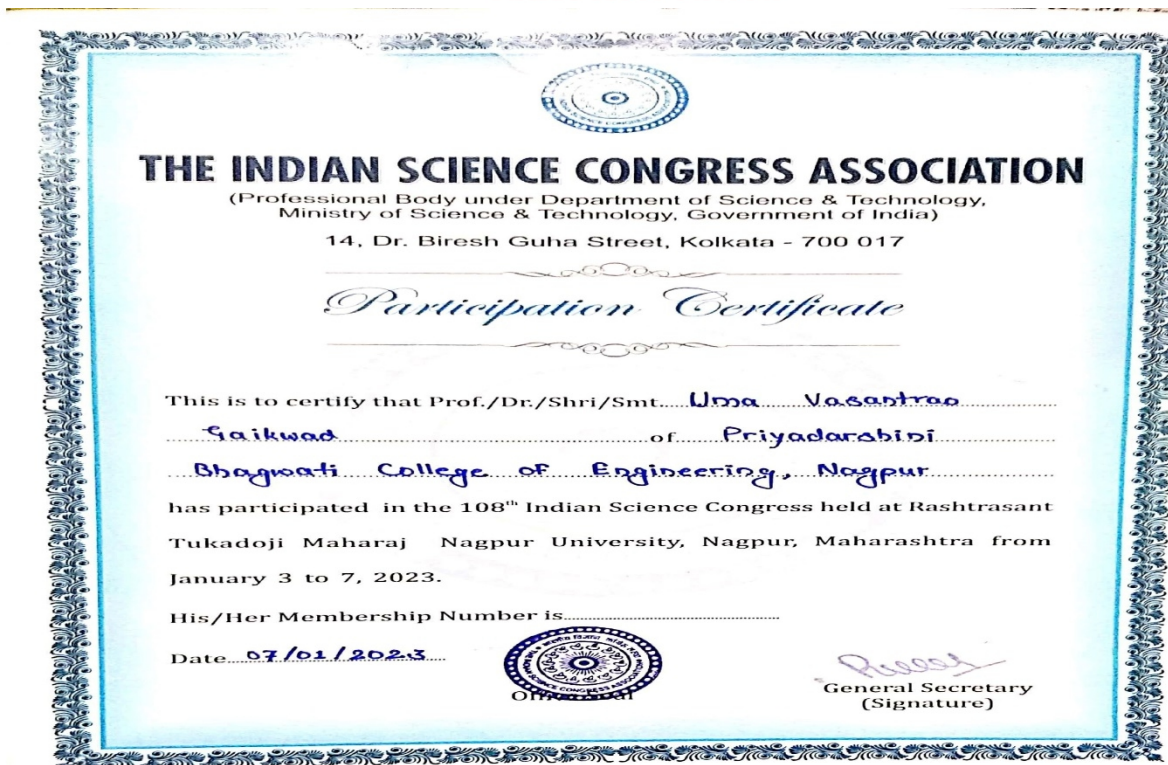 THE INDIAN SCIENCE CONGRESS ASSOCIATION
(Professional Body under Department of Science & Technology,
Ministry of Science & Technology, Government of India)
14, Dr. Biresh Guha Street, Kolkata - 700 017
Participation Certificate
This is to certify that Prof./Dr./Shri/Smt. Uma Vasantrao
Gaikwad of Priyadarshini
Bhagwati College of Engineering, Nagpur
has participated in the 108th Indian Science Congress held at Rashtrasant
Tukadoji Maharaj Nagpur University, Nagpur, Maharashtra from
January 3 to 7, 2023.
His/Her Membership Number is
Date 07/01/2023
General Secretary
(Signature)